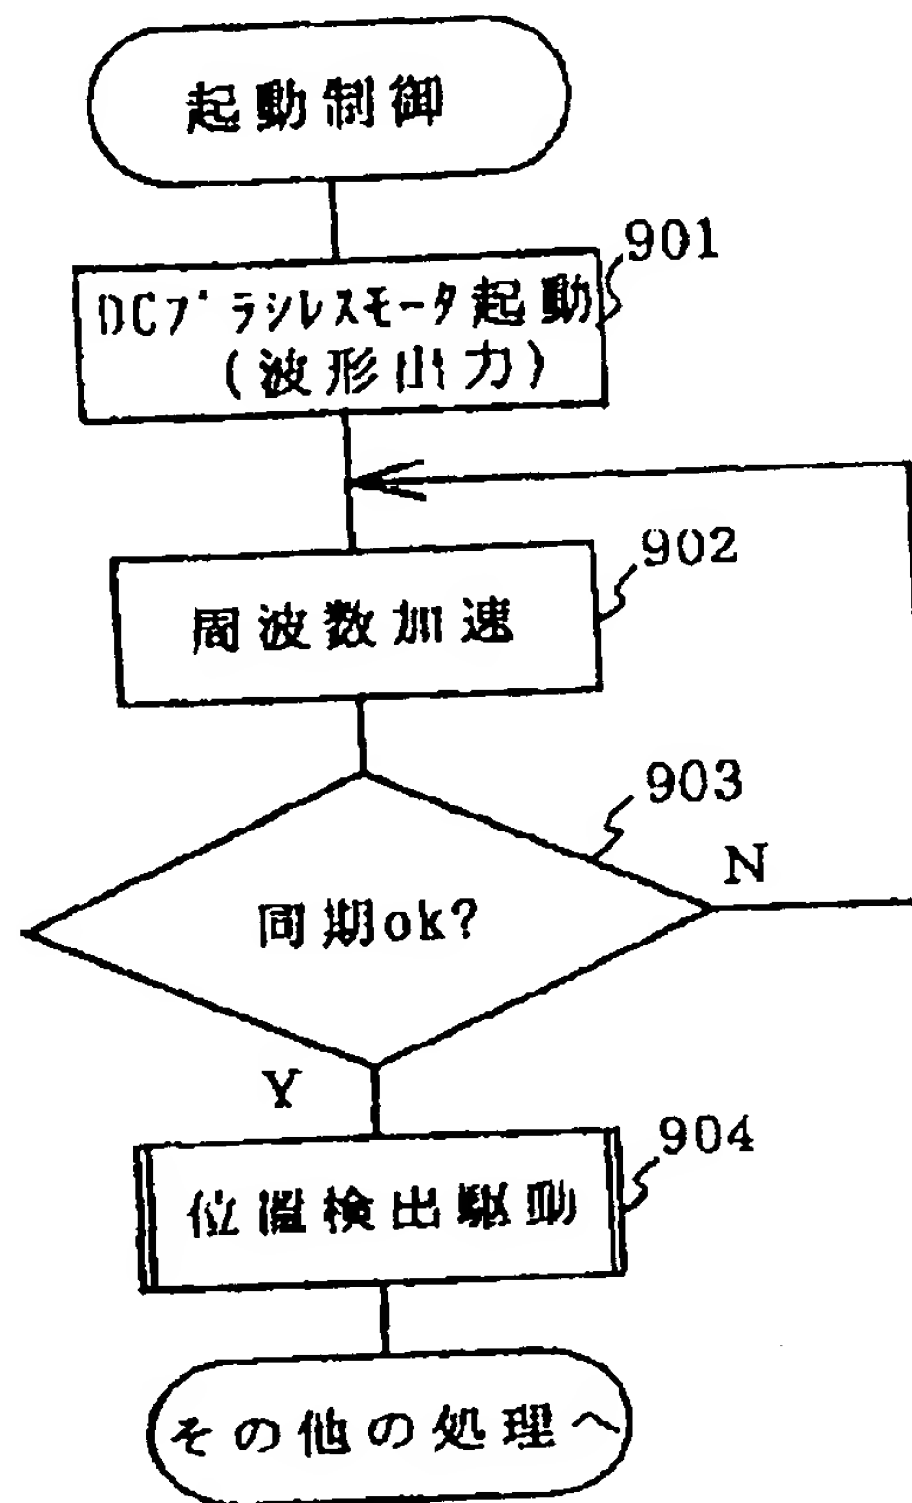 起動制御
901
DCブラシレスモータ起動
(波形出力)
902
周波数加速
903
N
同期ok?
Y
904
位置検出駆動
その他の処理へ